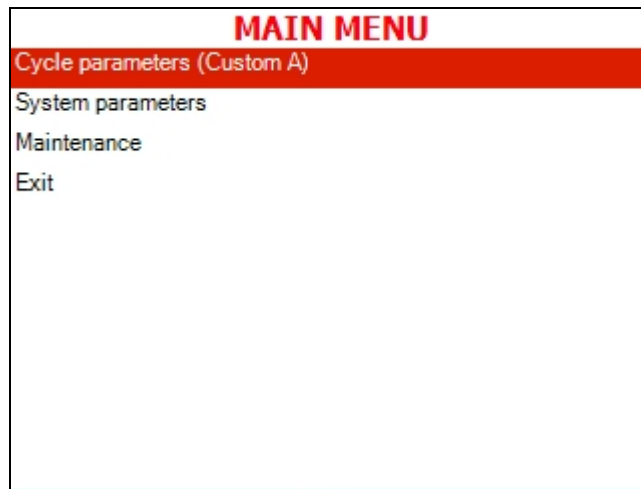 MAIN MENU
Cycle parameters (Custom A)
System parameters
Maintenance
Exit